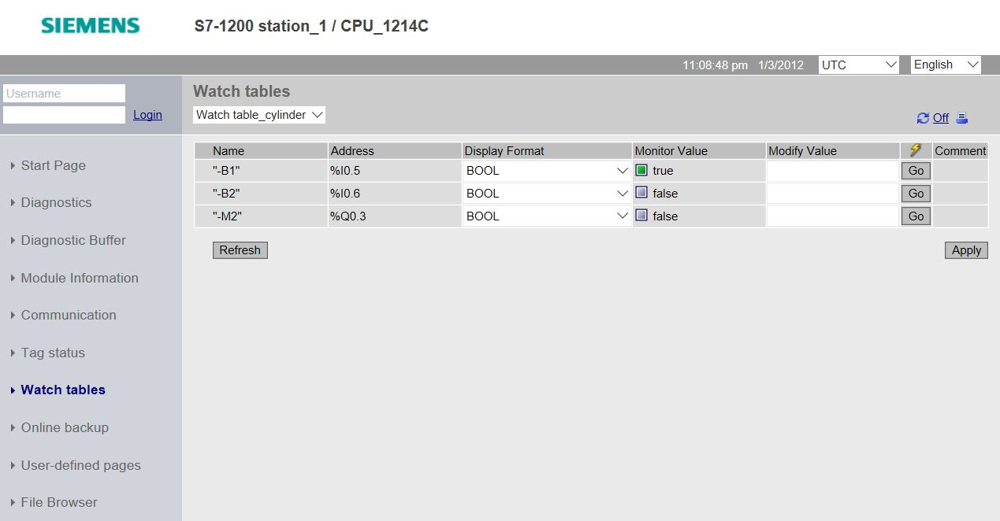 SIEMENS S7-1200 station_1 / CPU_1214C
11:08:48 pm 1/3/2012 UTC English
Username
Login
Watch tables
Watch table_cylinder
Off
Start Page
Diagnostics
Diagnostic Buffer
Module Information
Communication
Tag status
Watch tables
Online backup
User-defined pages
File Browser
Name Address Display Format Monitor Value Modify Value Comment
"-B1" %I0.5 BOOL true Go
"-B2" %I0.6 BOOL false Go
"-M2" %Q0.3 BOOL false Go
Refresh Apply